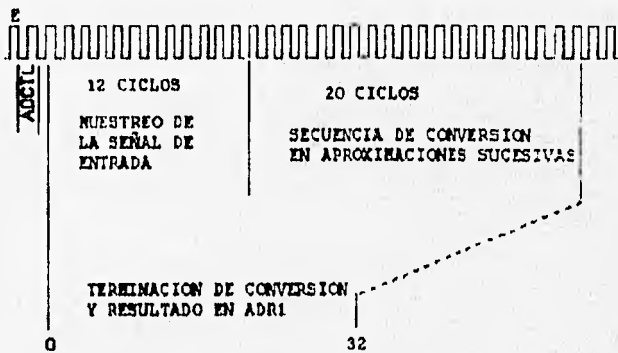 E
ADCTL
12 CICLOS
MUESTREO DE
LA SEÑAL DE
ENTRADA
20 CICLOS
SECUENCIA DE CONVERSION
EN APROXIMACIONES SUCESIVAS
TERMINACION DE CONVERSION
Y RESULTADO EN ADR1
0
32